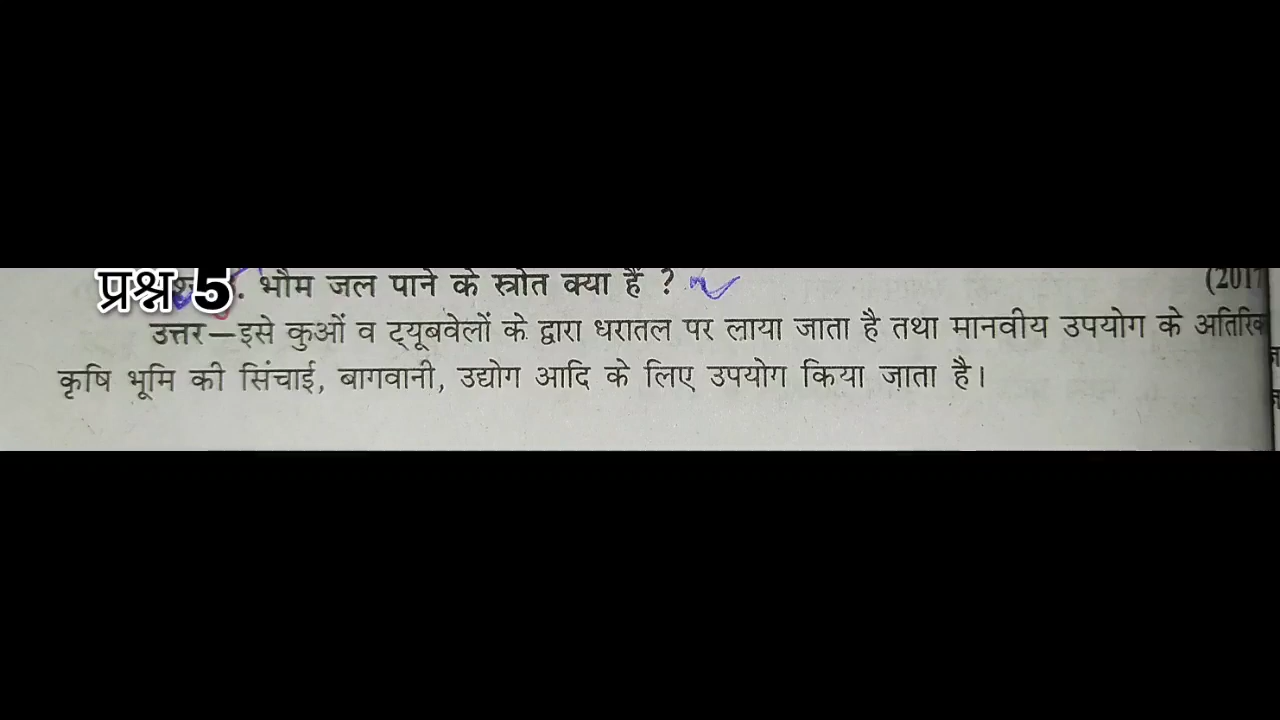 प्रश्न 5. भौम जल पाने के स्रोत क्या हैं ? (2017
उत्तर—इसे कुओं व ट्यूबवेलों के द्वारा धरातल पर लाया जाता है तथा मानवीय उपयोग के
कृषि भूमि की सिंचाई, बागवानी, उद्योग आदि के लिए उपयोग किया जाता है।